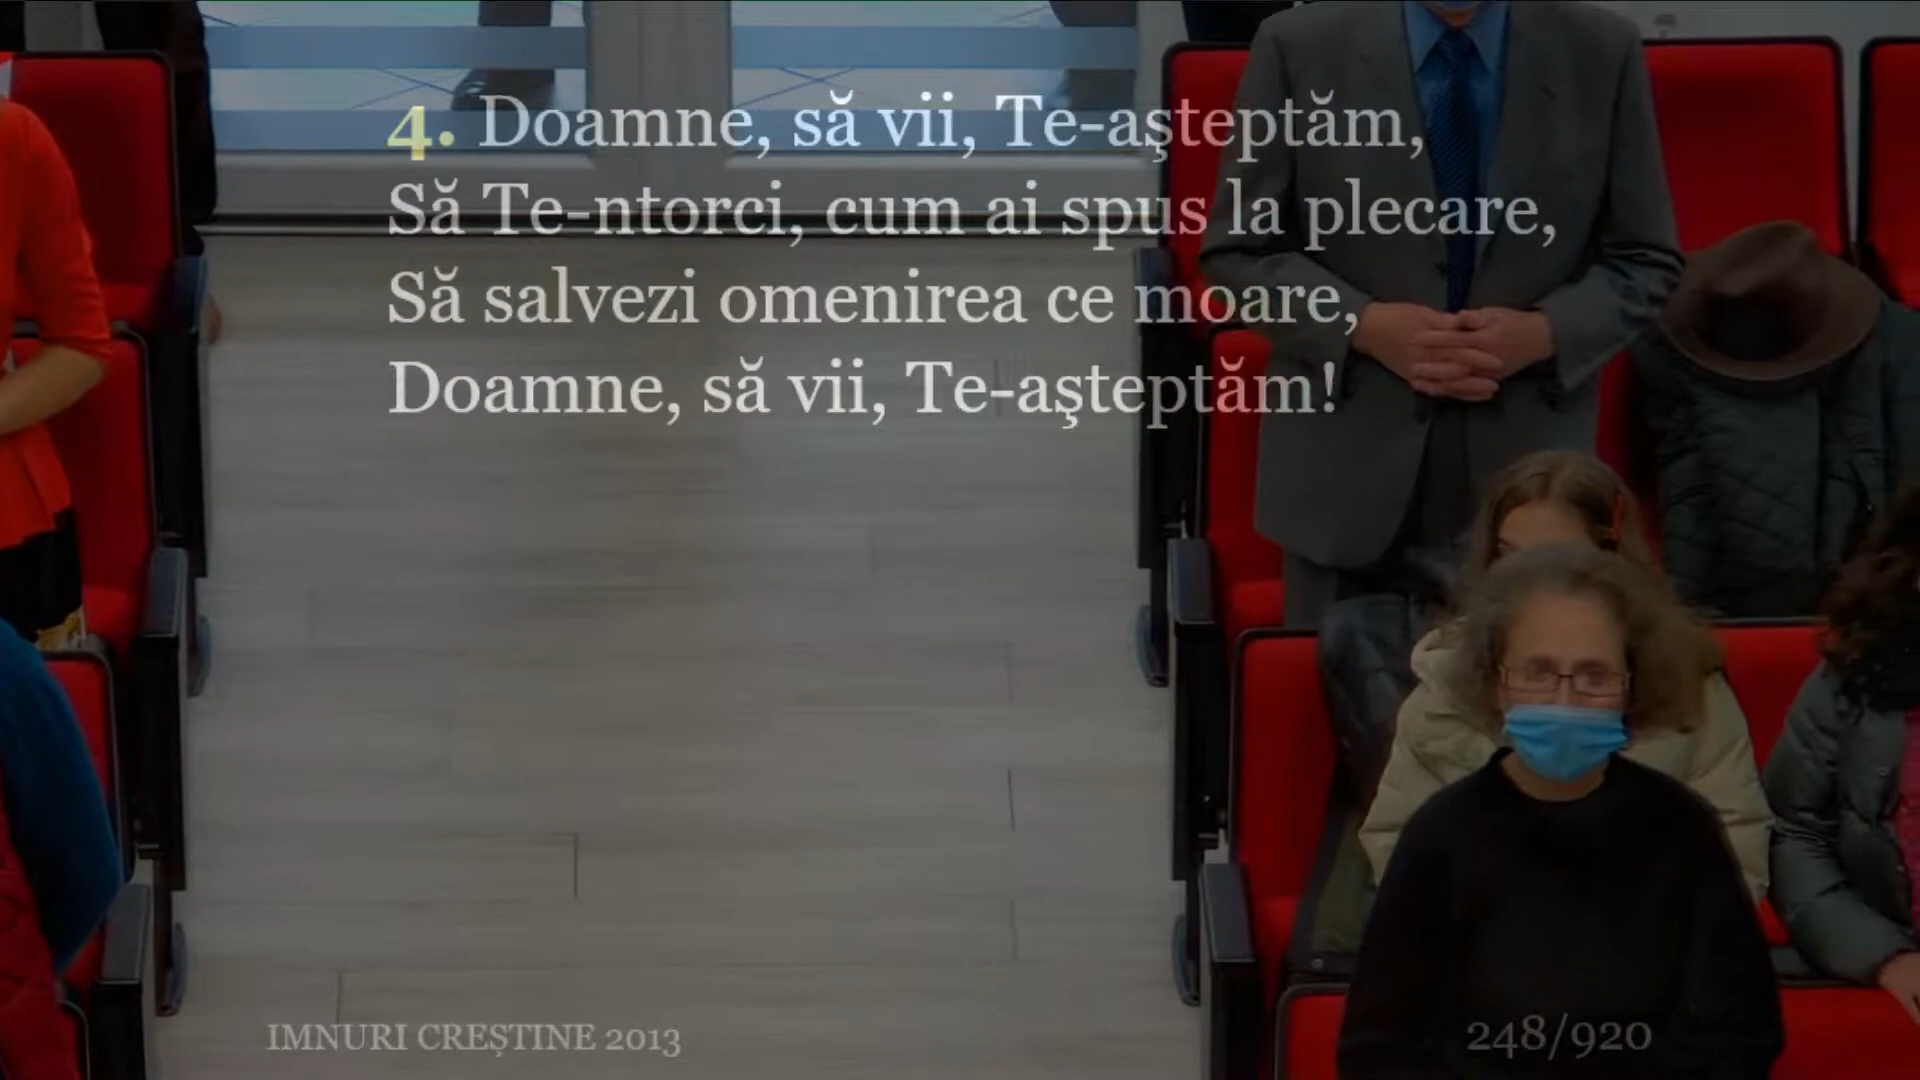 4. Doamne, să vii, Te-aşteptăm,
Să Te-ntorci, cum ai spus la plecare,
Să salvezi omenirea ce moare,
Doamne, să vii, Te-aşteptăm!
IMNURI CREȘTINE 2013
248/920